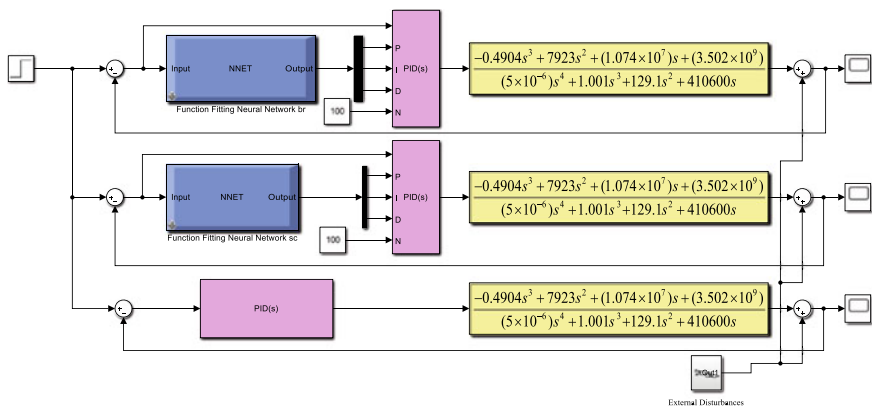 Input NNET Output
Function Fitting Neural Network br
P
I PID(s)
D
100 N
−0.4904s³ + 7923s² + (1.074×10⁷)s + (3.502×10⁹)
(5×10⁻⁶)s⁴ + 1.001s³ +129.1s² + 410600s
+ −
+ +
Input NNET Output
Function Fitting Neural Network sc
P
I PID(s)
D
100 N
−0.4904s³ + 7923s² + (1.074×10⁷)s + (3.502×10⁹)
(5×10⁻⁶)s⁴ + 1.001s³ +129.1s² + 410600s
+ −
+ +
PID(s)
−0.4904s³ + 7923s² + (1.074×10⁷)s + (3.502×10⁹)
(5×10⁻⁶)s⁴ + 1.001s³ +129.1s² + 410600s
+ −
+ +
External Disturbances